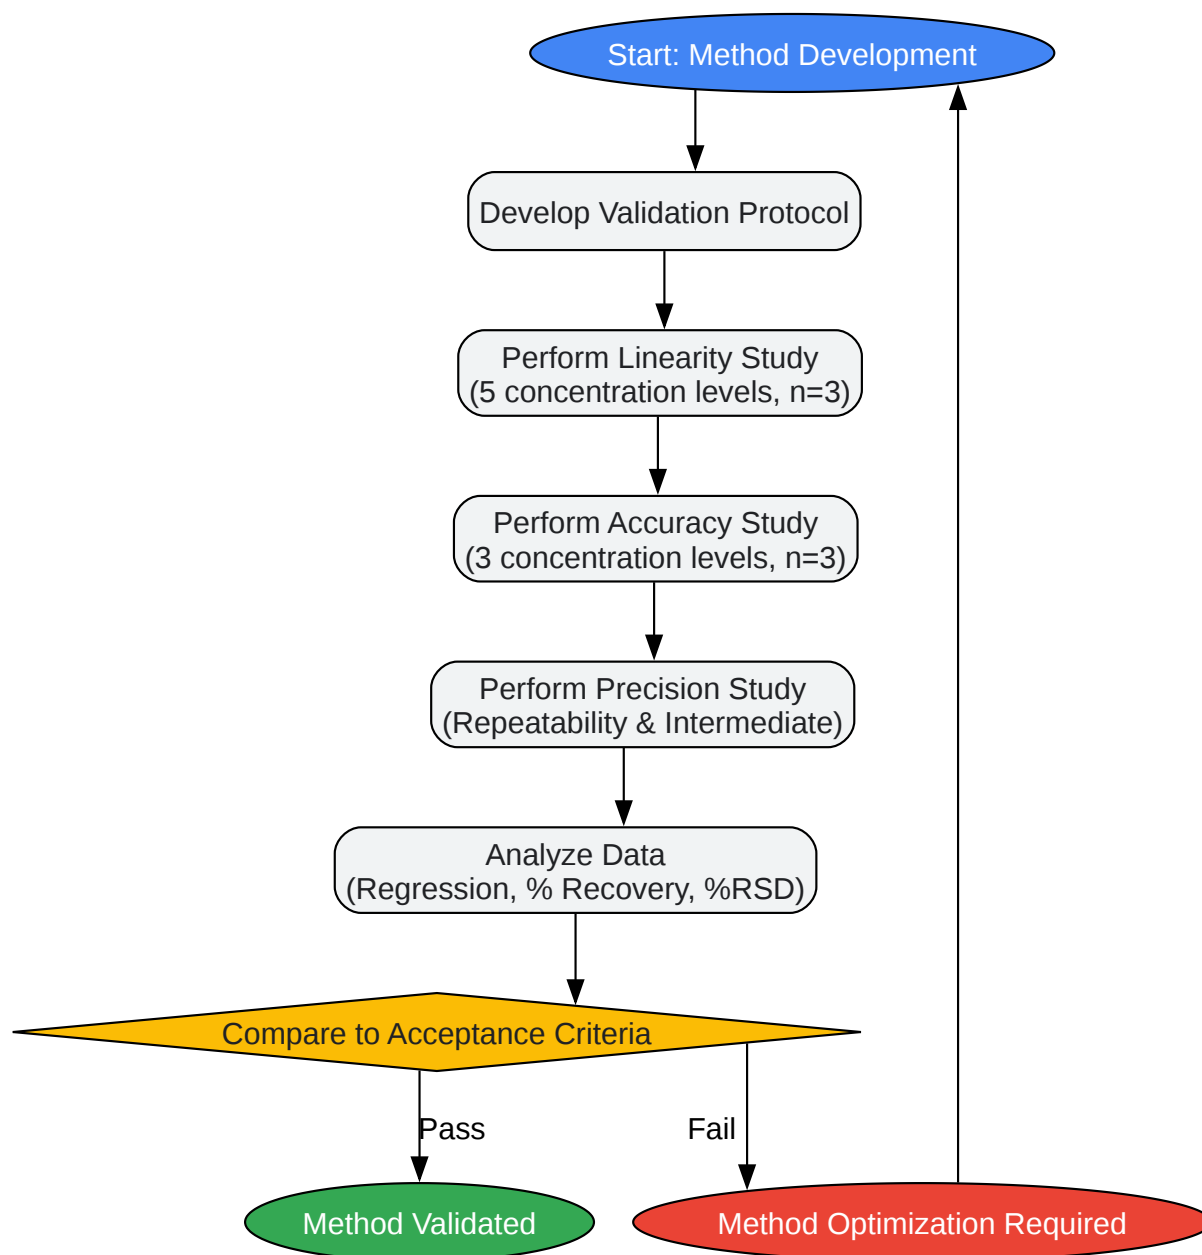 Start: Method Development
Develop Validation Protocol
Perform Linearity Study
(5 concentration levels, n=3)
Perform Accuracy Study
(3 concentration levels, n=3)
Perform Precision Study
(Repeatability & Intermediate)
Analyze Data
(Regression, % Recovery, %RSD)
Compare to Acceptance Criteria
Pass
Fail
Method Validated
Method Optimization Required